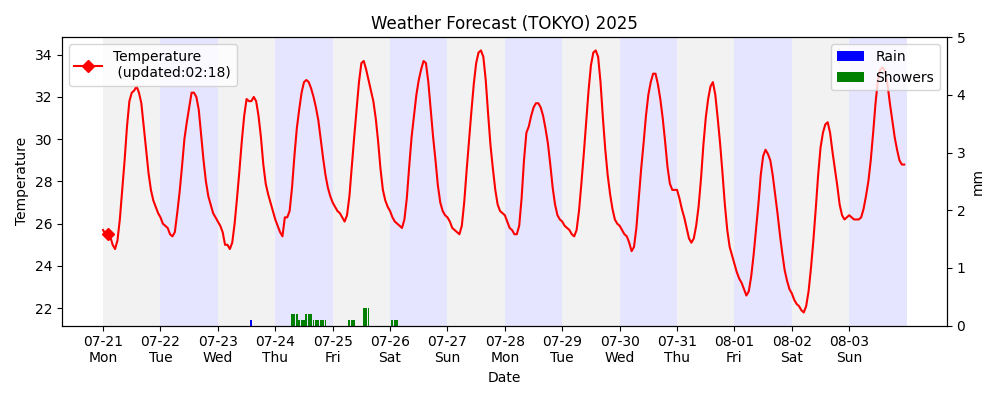 Weather Forecast (TOKYO) 2025
Temperature
(updated:02:18)
Rain
Showers
Temperature
34
32
30
28
26
24
22
5
4
3
2
1
0
mm
07-21 07-22 07-23 07-24 07-25 07-26 07-27 07-28 07-29 07-30 07-31 08-01 08-02 08-03
Mon Tue Wed Thu Fri Sat Sun Mon Tue Wed Thu Fri Sat Sun
Date